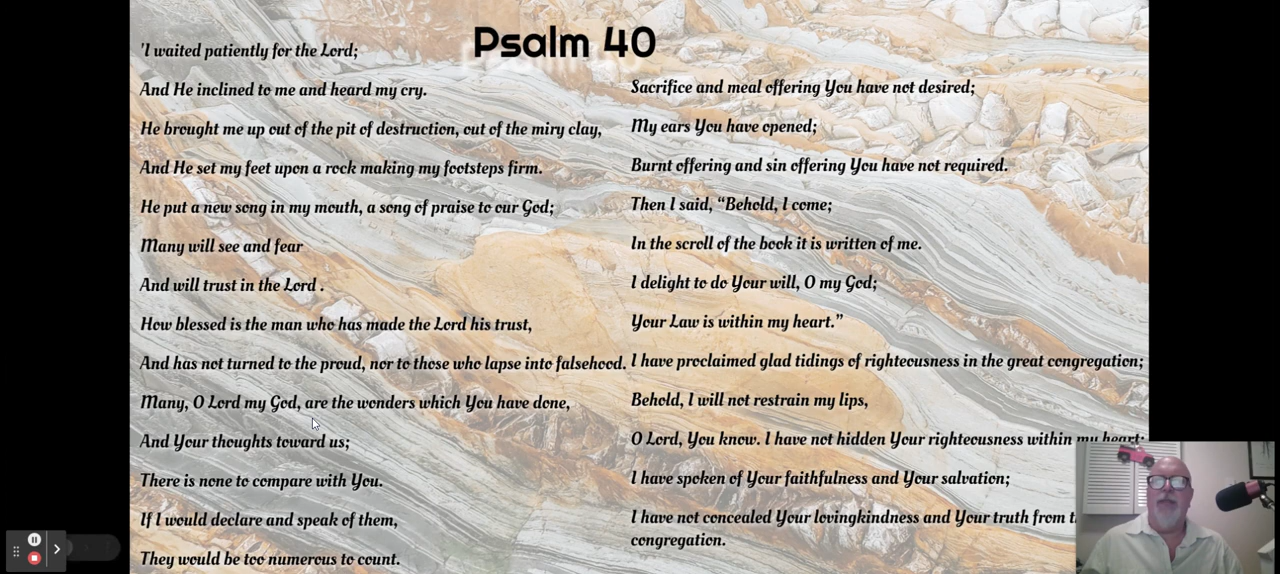 Psalm 40
'I waited patiently for the Lord;
And He inclined to me and heard my cry.
He brought me up out of the pit of destruction, out of the miry clay,
And He set my feet upon a rock making my footsteps firm.
He put a new song in my mouth, a song of praise to our God;
Many will see and fear
And will trust in the Lord .
How blessed is the man who has made the Lord his trust,
And has not turned to the proud, nor to those who lapse into falsehood.
Many, O Lord my God, are the wonders which You have done,
And Your thoughts toward us;
There is none to compare with You.
If I would declare and speak of them,
They would be too numerous to count.
Sacrifice and meal offering You have not desired;
My ears You have opened;
Burnt offering and sin offering You have not required.
Then I said, “Behold, I come;
In the scroll of the book it is written of me.
I delight to do Your will, O my God;
Your Law is within my heart.”
I have proclaimed glad tidings of righteousness in the great congregation;
Behold, I will not restrain my lips,
O Lord, You know. I have not hidden Your righteousness within my heart;
I have spoken of Your faithfulness and Your salvation;
I have not concealed Your lovingkindness and Your truth from
congregation.